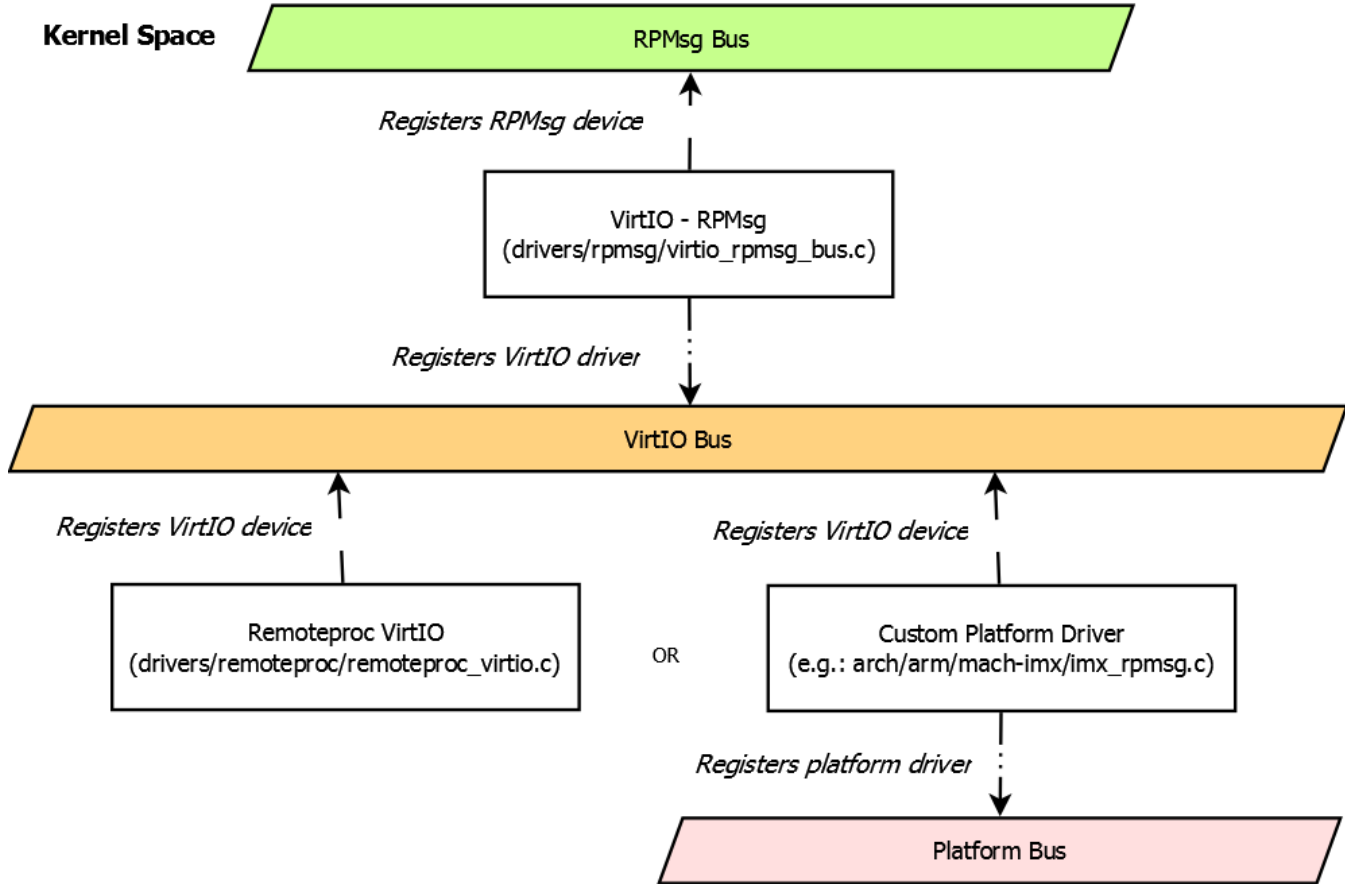 Kernel Space
RPMsg Bus
Registers RPMsg device
VirtIO - RPMsg
(drivers/rpmsg/virtio_rpmsg_bus.c)
Registers VirtIO driver
VirtIO Bus
Registers VirtIO device
Registers VirtIO device
Remoteproc VirtIO
(drivers/remoteproc/remoteproc_virtio.c)
OR
Custom Platform Driver
(e.g.: arch/arm/mach-imx/imx_rpmsg.c)
Registers platform driver
Platform Bus